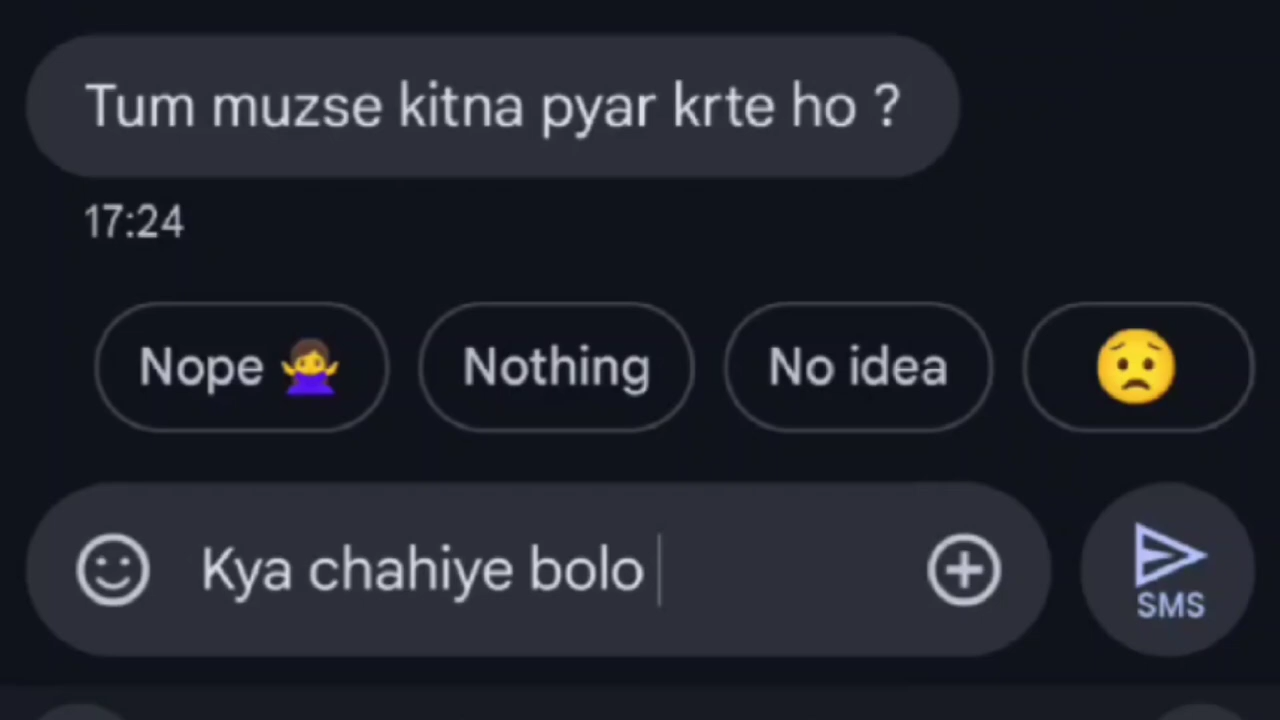 Tum muzse kitna pyar krte ho ?
17:24
Nope 🙅‍♀️ Nothing No idea 😟
Kya chahiye bolo
SMS